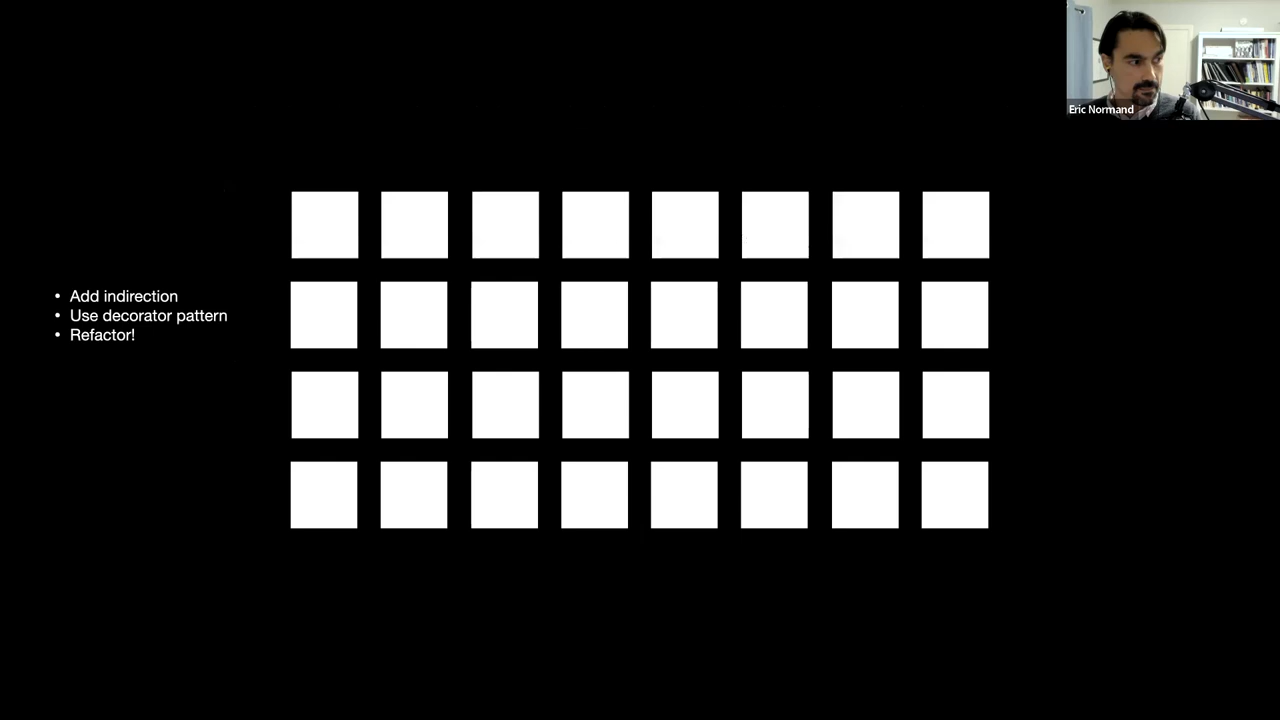 Eric Normand
• Add indirection
• Use decorator pattern
• Refactor!